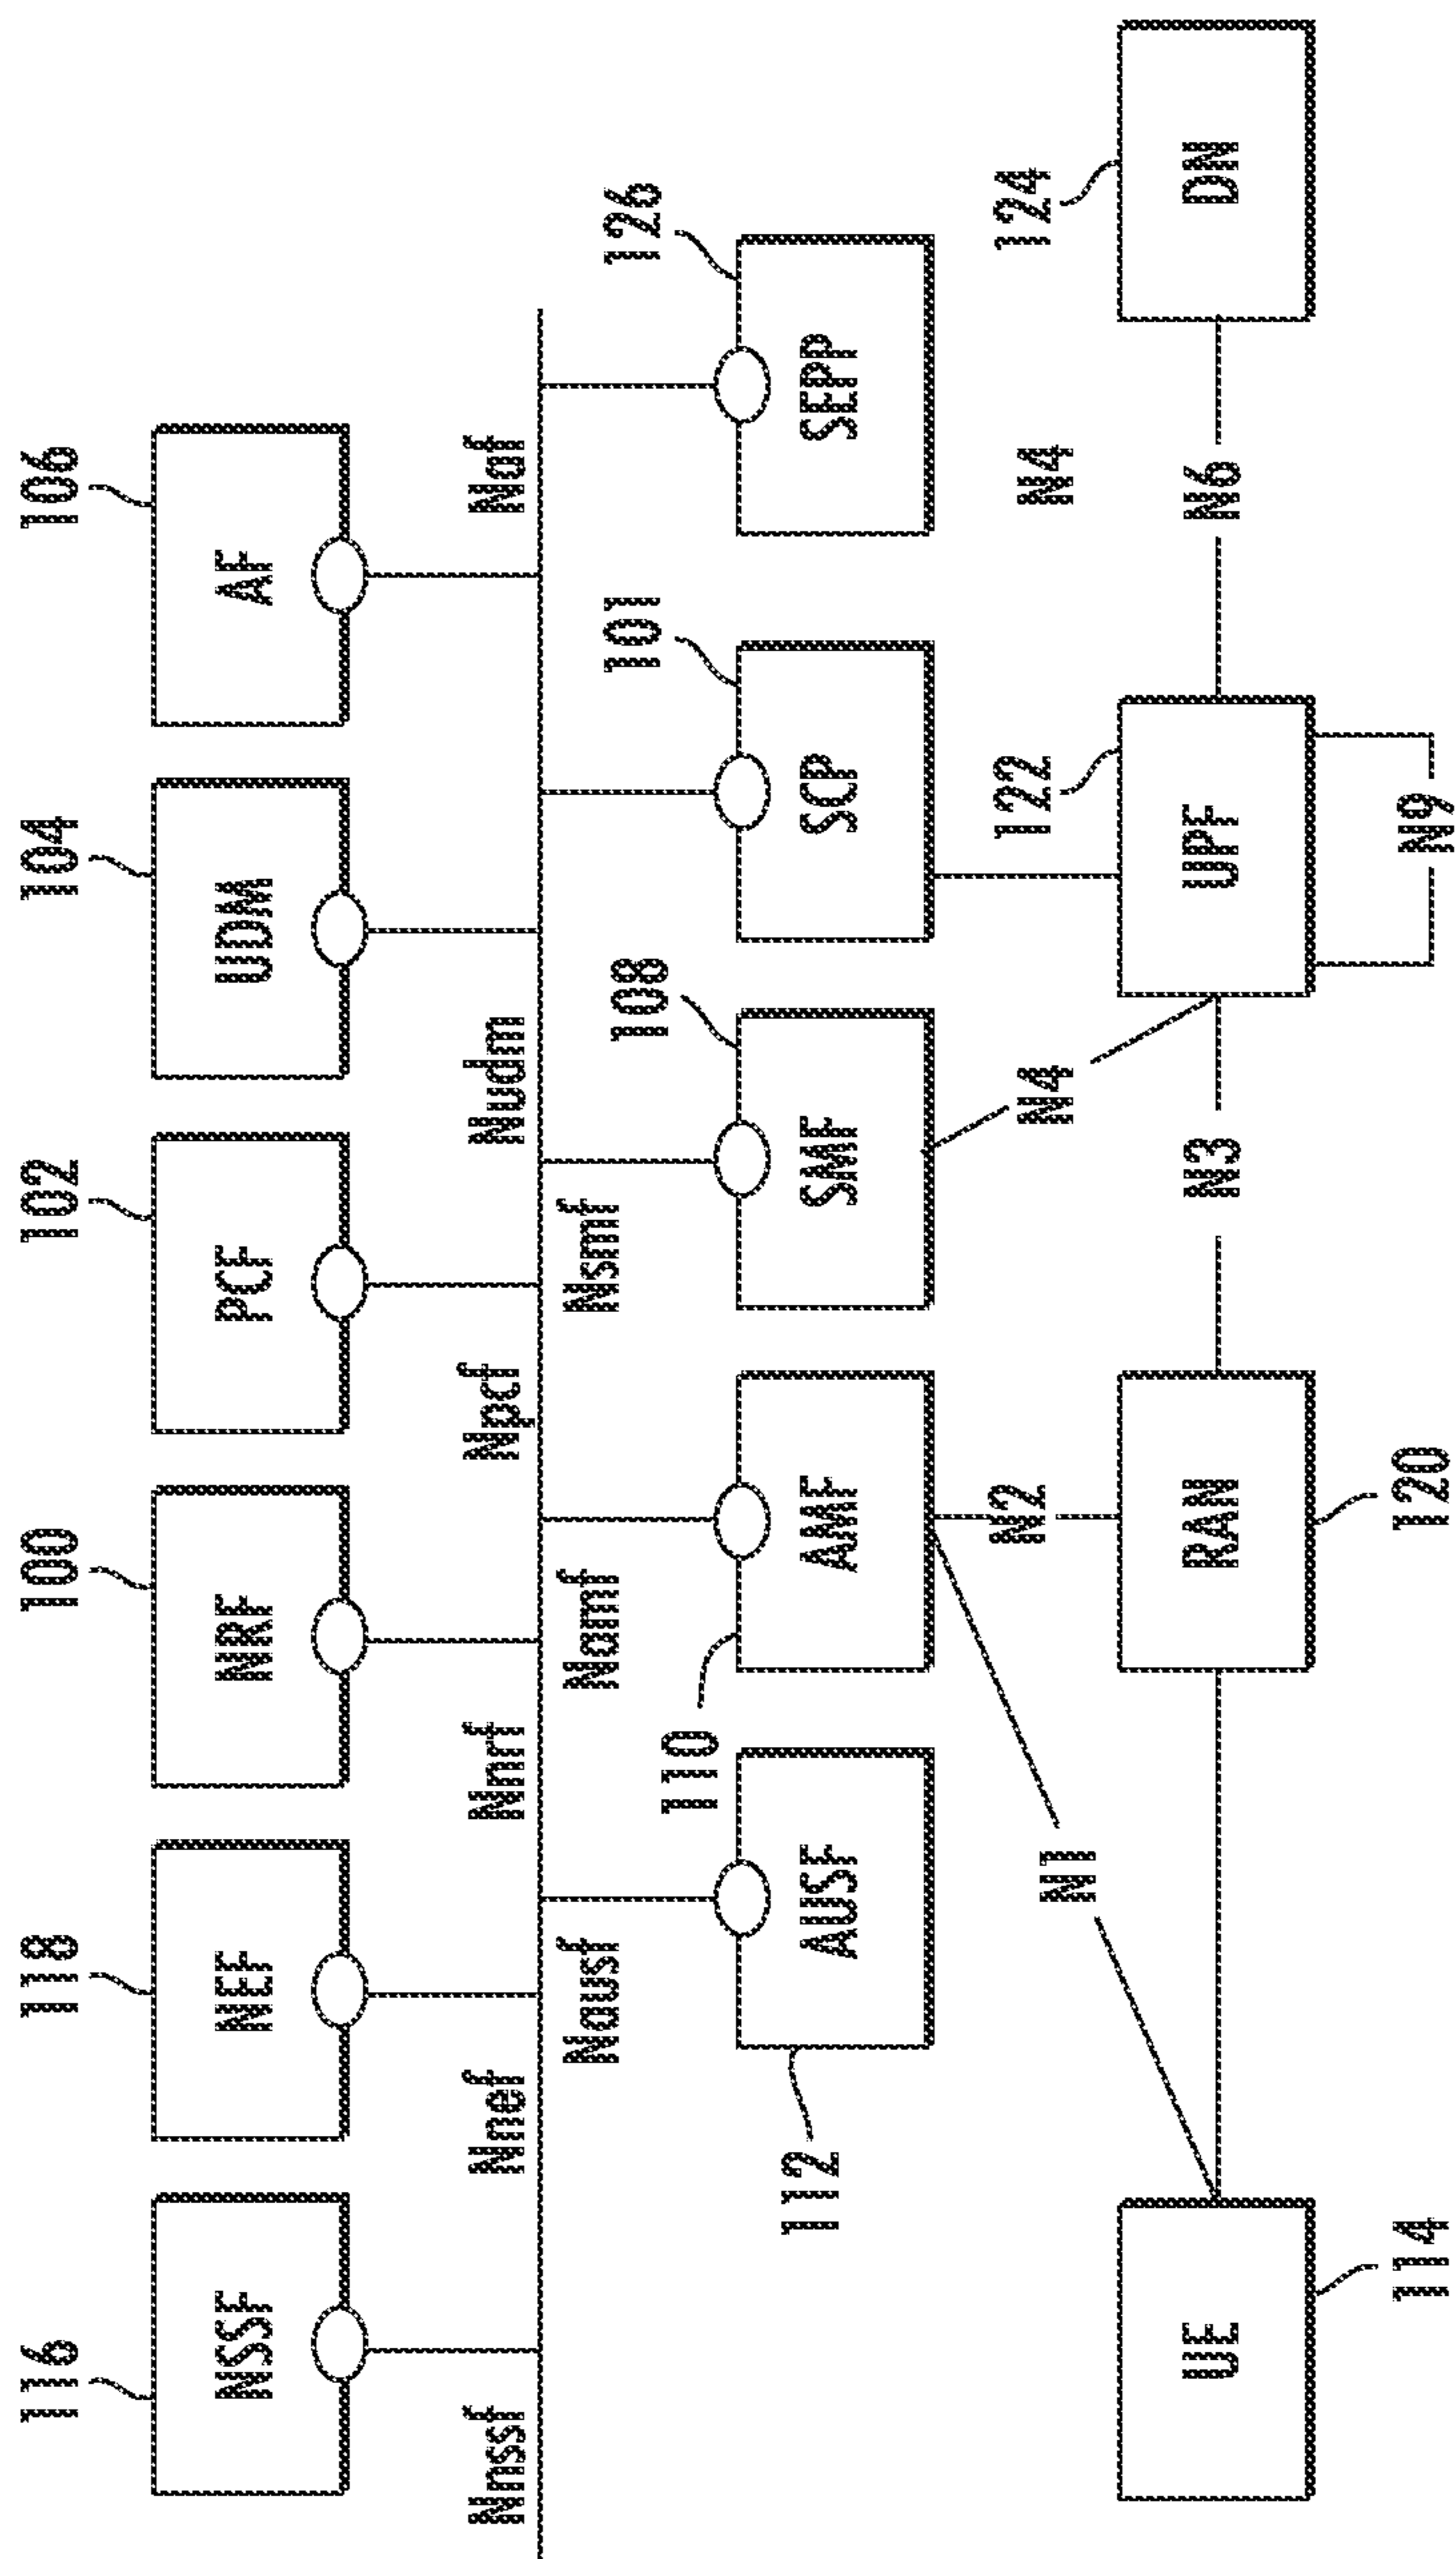 116
118
100
102
104
106
NSSF
NEF
NRF
PCF
UDM
AF
Nnssf
Nnef
Nnrf
Npcf
Nudm
Naf
Nausf
Namf
Nsmf
112
110
108
101
126
AUSF
AMF
SMF
SCP
SEPP
N1
N2
N4
N4
122
124
UE
RAN
N3
UPF
N6
DN
114
120
N9